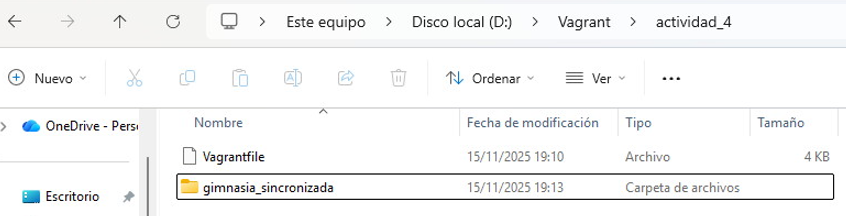 Este equipo > Disco local (D:) > Vagrant > actividad_4
Nuevo Ordenar Ver ...
Nombre Fecha de modificación Tipo Tamaño
OneDrive - Perso
Vagrantfile 15/11/2025 19:10 Archivo 4 KB
gimnasia_sincronizada 15/11/2025 19:13 Carpeta de archivos
Escritorio